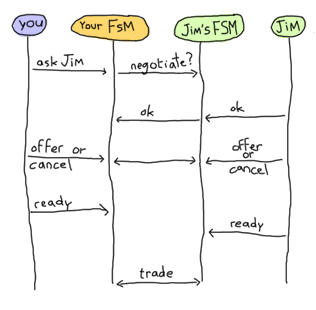 you
Your FSM
Jim's FSM
Jim
ask Jim
negotiate?
ok
ok
offer or
cancel
offer
or
cancel
ready
ready
trade